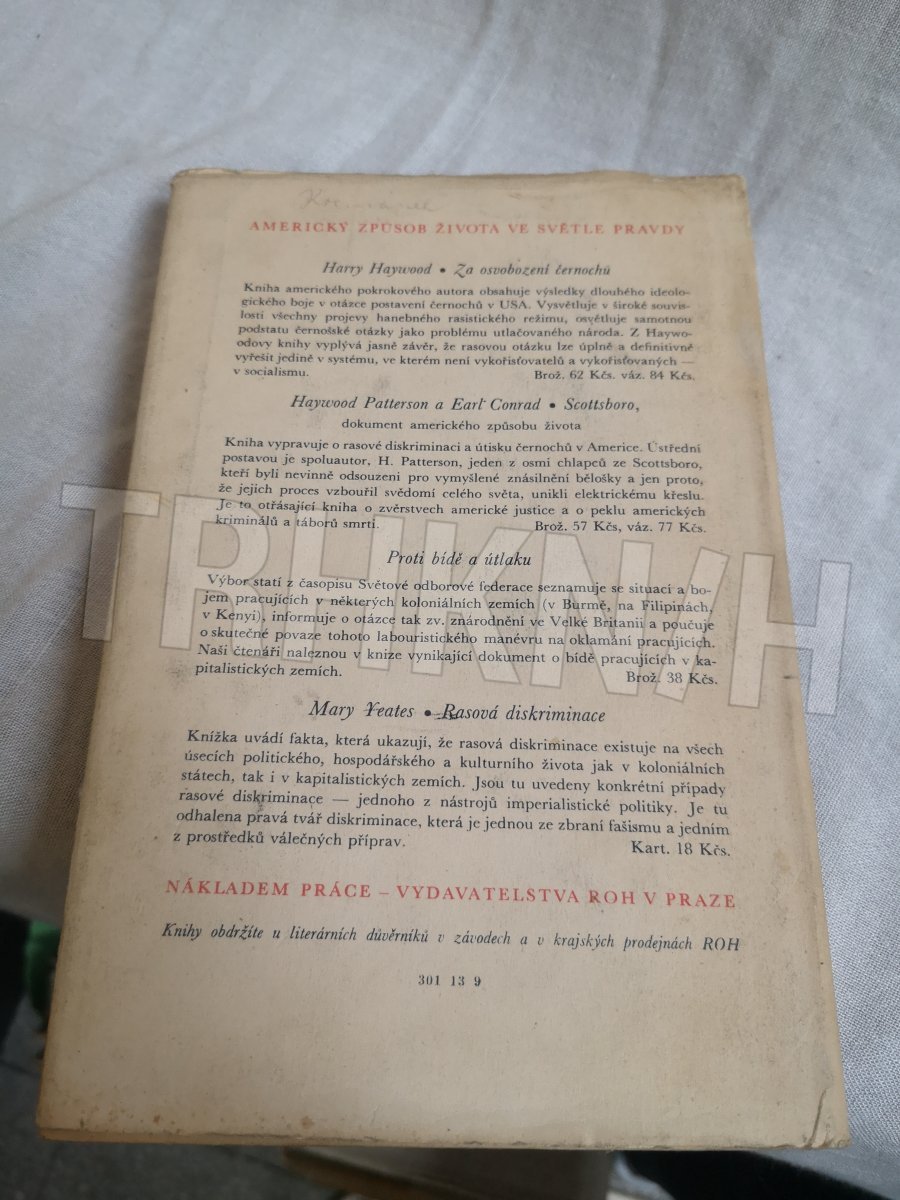 AMERICKÝ ZPŮSOB ŽIVOTA VE SVĚTLE PRAVDY
Harry Haywood • Za osvobození černochů
Kniha amerického pokrokového autora obsahuje výsledky dlouhého ideolo-
gického boje v otázce postavení černochů v USA. Vysvětluje v široké souvis-
losti všechny projevy hanebného rasistického režimu, osvětluje samotnou
podstatu černošské otázky jako problému utlačovaného národa. Z Haywo-
odovy knihy vyplývá jasně závěr, že rasovou otázku lze úplně a definitivně
vyřešit jedině v systému, ve kterém není vykořisťovatelů a vykořisťovaných —
v socialismu. Brož. 62 Kčs. váz. 84 Kčs.
Haywood Patterson a Earl Conrad • Scottsboro,
dokument amerického způsobu života
Kniha vypravuje o rasové diskriminaci a útisku černochů v Americe. Ústřední
postavou je spoluautor, H. Patterson, jeden z osmi chlapců ze Scottsboro,
kteří byli nevinně odsouzeni pro vymyšlené znásilnění bělošky a jen proto,
že jejich proces vzbouřil svědomí celého světa, unikli elektrickému křeslu.
Je to otřásající kniha o zvěrstvech americké justice a o peklu amerických
kriminálů a táborů smrti. Brož. 57 Kčs, váz. 77 Kčs.
Proti bídě a útlaku
Výbor statí z časopisu Světové odborové federace seznamuje se situací a bo-
jem pracujících v některých koloniálních zemích (v Burmě, na Filipinách,
v Kenyi), informuje o otázce tak zv. znárodnění ve Velké Britanii a poučuje
o skutečné povaze tohoto labouristického manévru na oklamání pracujících.
Naši čtenáři naleznou v knize vynikající dokument o bídě pracujících v ka-
pitalistických zemích. Brož. 38 Kčs.
Mary Yeates • Rasová diskriminace
Knížka uvádí fakta, která ukazují, že rasová diskriminace existuje na všech
úsecích politického, hospodářského a kulturního života jak v koloniálních
státech, tak i v kapitalistických zemích. Jsou tu uvedeny konkrétní případy
rasové diskriminace — jednoho z nástrojů imperialistické politiky. Je tu
odhalena pravá tvář diskriminace, která je jednou ze zbraní fašismu a jedním
z prostředků válečných příprav. Kart. 18 Kčs.
NÁKLADEM PRÁCE – VYDAVATELSTVA ROH V PRAZE
Knihy obdržíte u literárních důvěrníků v závodech a v krajských prodejnách ROH
301 13 9
TRHKNIH